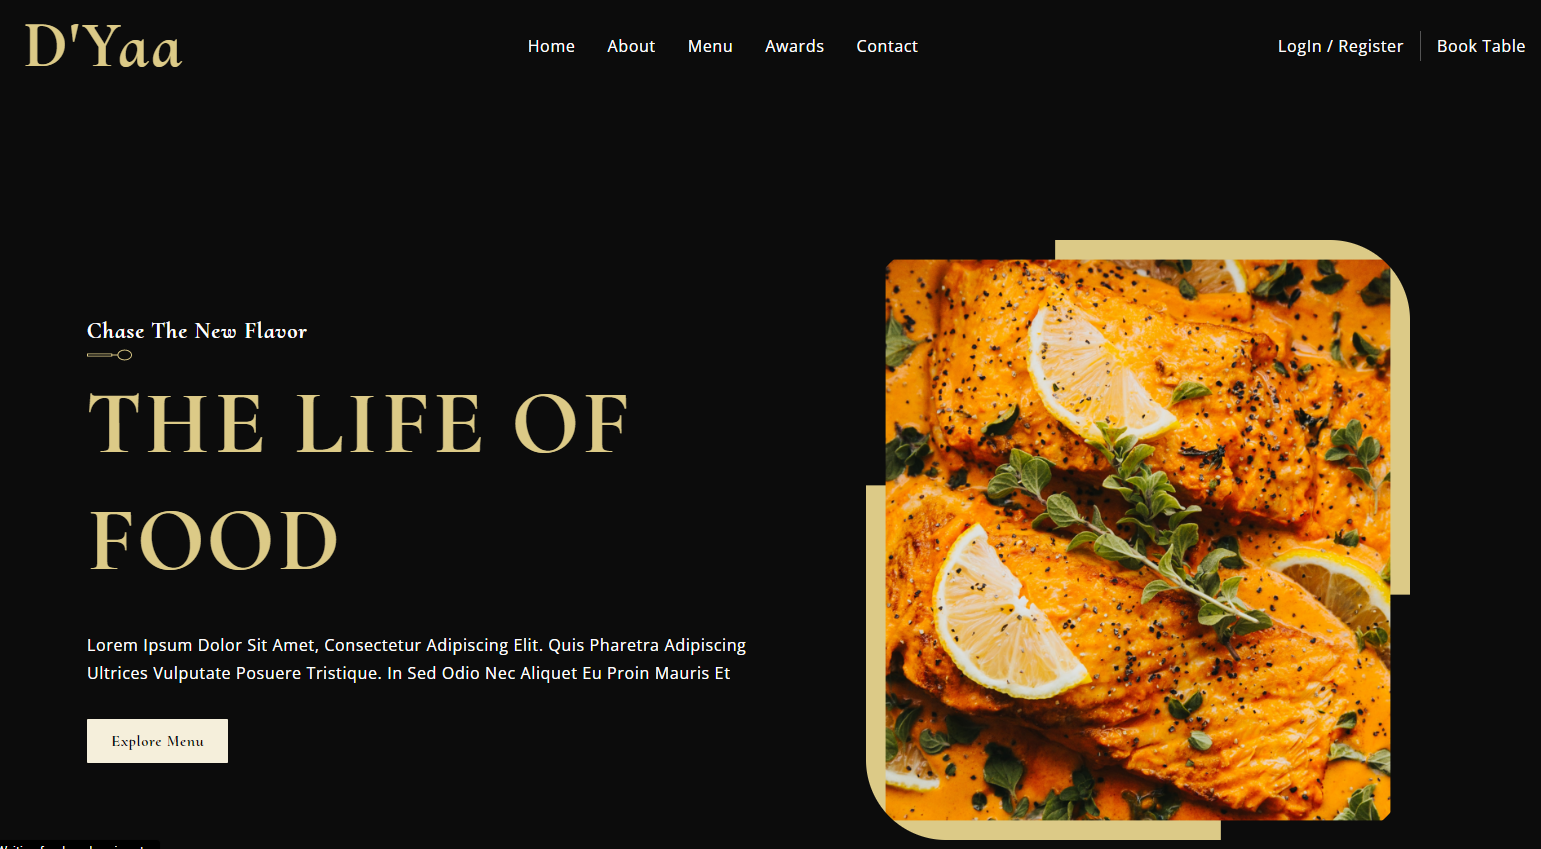 D'Yaa
Home About Menu Awards Contact
LogIn / Register Book Table
Chase The New Flavor
THE LIFE OF
FOOD
Lorem Ipsum Dolor Sit Amet, Consectetur Adipiscing Elit. Quis Pharetra Adipiscing
Ultrices Vulputate Posuere Tristique. In Sed Odio Nec Aliquet Eu Proin Mauris Et
Explore Menu